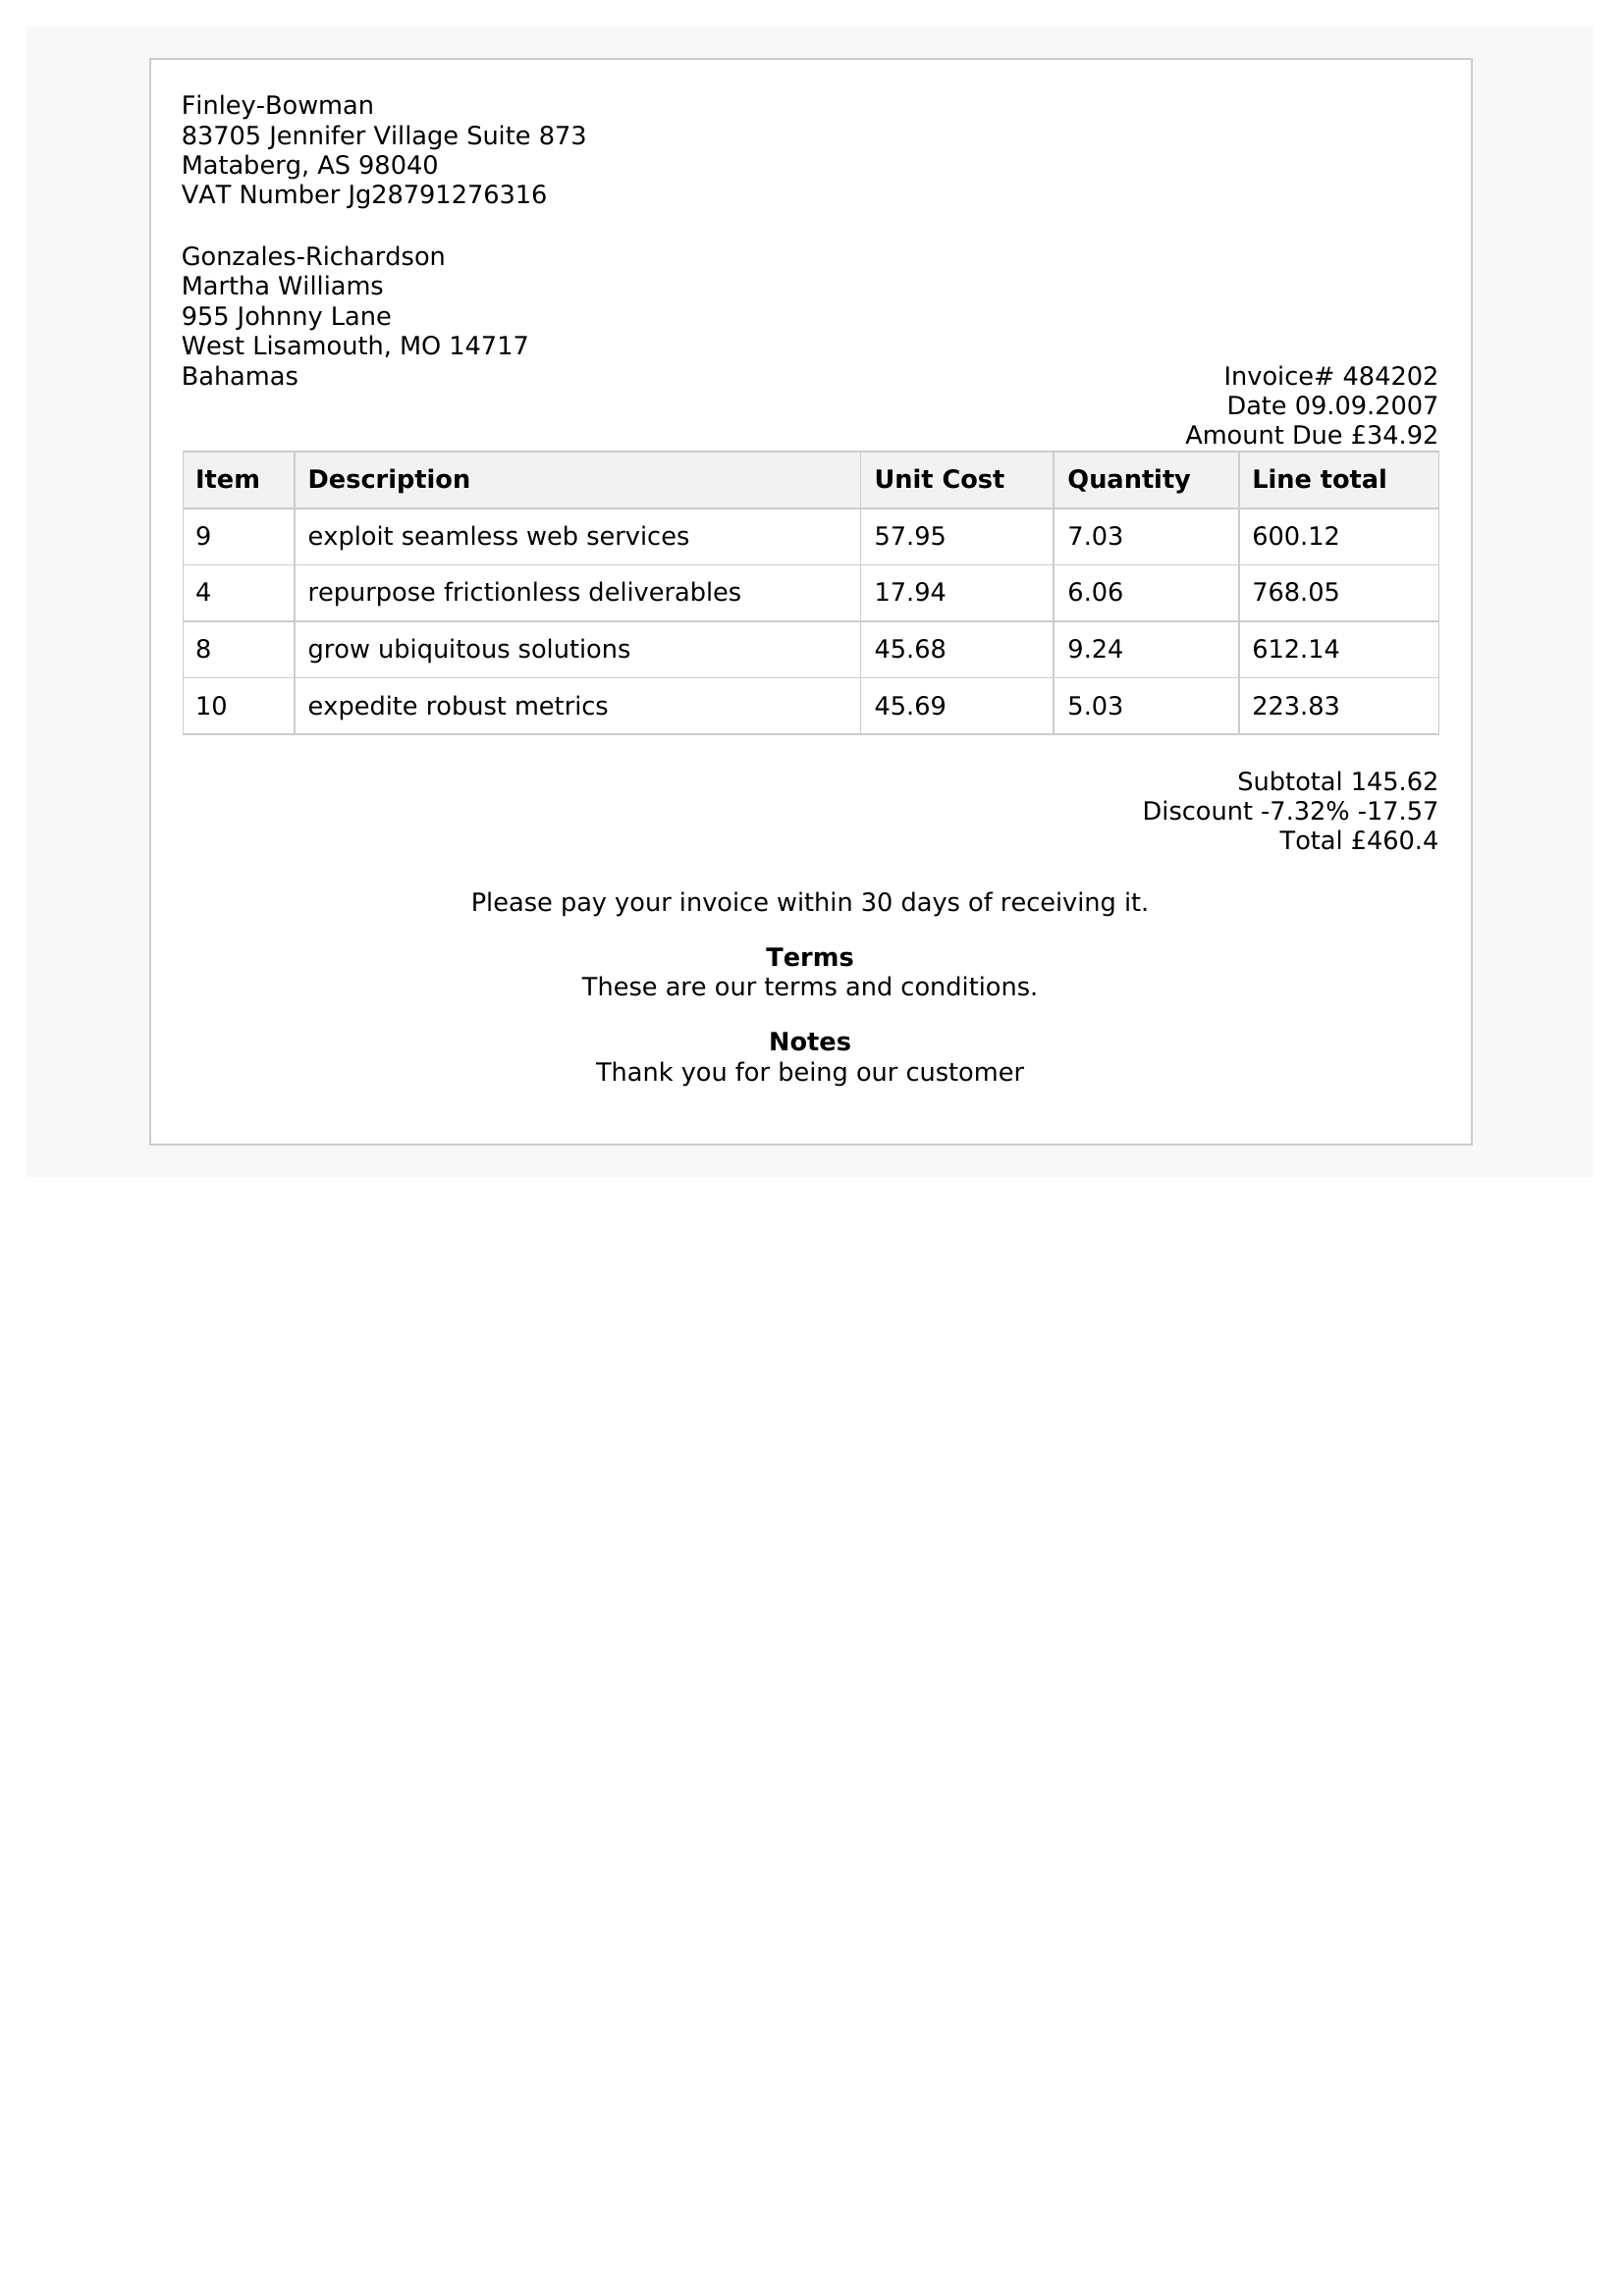 Finley-Bowman
83705 Jennifer Village Suite 873
Mataberg, AS 98040
VAT Number Jg28791276316
Gonzales-Richardson
Martha Williams
955 Johnny Lane
West Lisamouth, MO 14717
Bahamas
Invoice# 484202
Date 09.09.2007
Amount Due £34.92
Item Description Unit Cost Quantity Line total
9 exploit seamless web services 57.95 7.03 600.12
4 repurpose frictionless deliverables 17.94 6.06 768.05
8 grow ubiquitous solutions 45.68 9.24 612.14
10 expedite robust metrics 45.69 5.03 223.83
Subtotal 145.62
Discount -7.32% -17.57
Total £460.4
Please pay your invoice within 30 days of receiving it.
Terms
These are our terms and conditions.
Notes
Thank you for being our customer